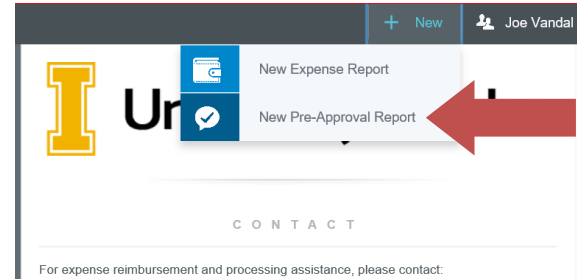 + New Joe Vandal
New Expense Report
New Pre-Approval Report
I
Un
CONTACT
For expense reimbursement and processing assistance, please contact: